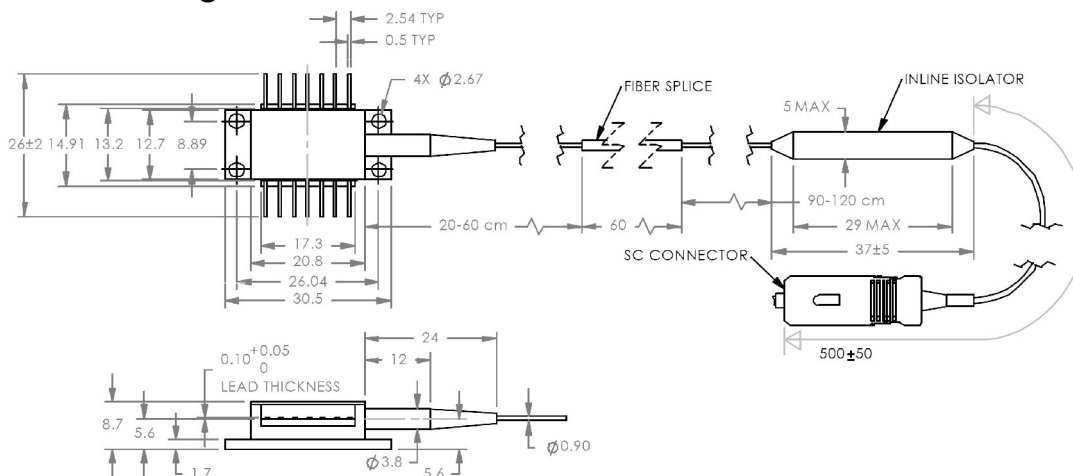 2.54 TYP
0.5 TYP
4X Ø2.67
FIBER SPLICE
INLINE ISOLATOR
5 MAX
26±2
14.91
13.2
12.7
8.89
20-60 cm
60
90-120 cm
29 MAX
37±5
17.3
20.8
26.04
30.5
SC CONNECTOR
500±50
24
12
0.10 +0.05
0
LEAD THICKNESS
8.7
5.6
1.7
Ø3.8
5.6
Ø0.90